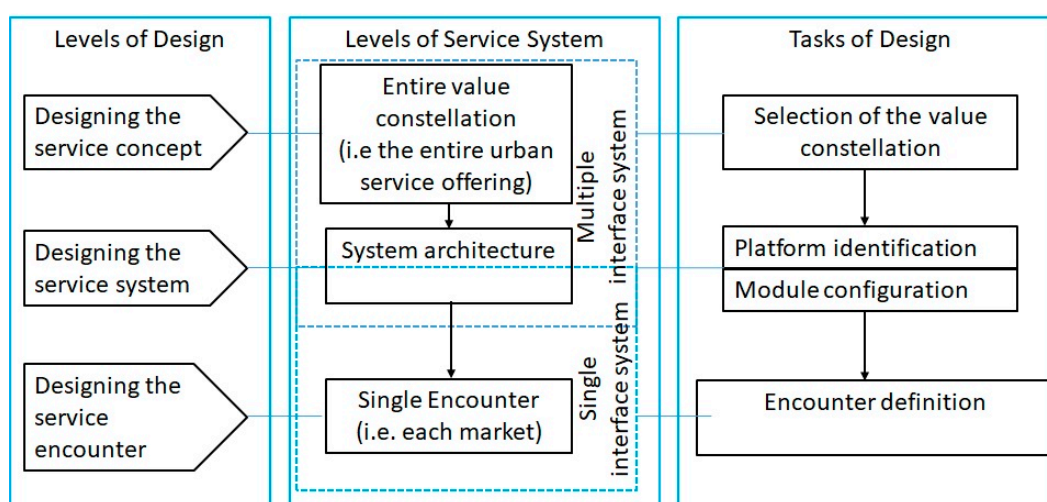 Levels of Design
Designing the
service concept
Designing the
service system
Designing the
service
encounter
Levels of Service System
Entire value
constellation
(i.e the entire urban
service offering)
Multiple
interface system
System architecture
Single Encounter
(i.e. each market)
Single
interface system
Tasks of Design
Selection of the value
constellation
Platform identification
Module configuration
Encounter definition